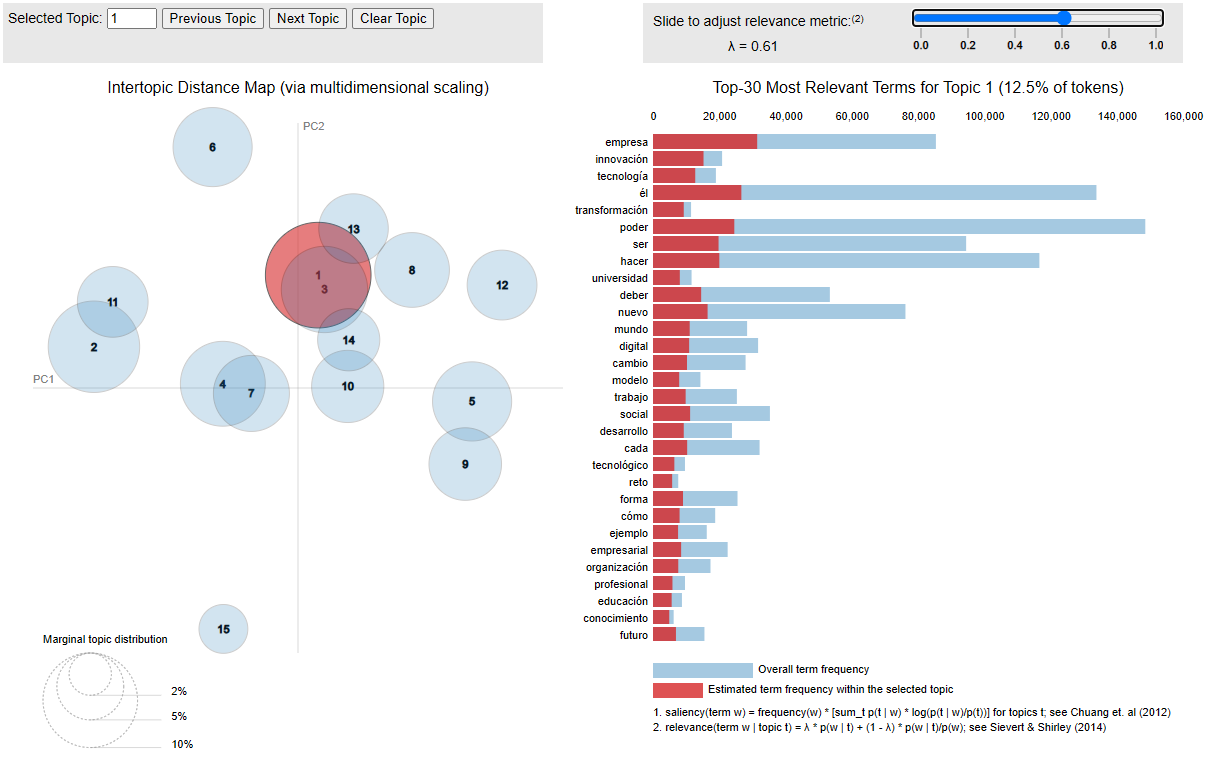 Selected Topic: 1 Previous Topic Next Topic Clear Topic
Slide to adjust relevance metric:(2)
λ = 0.61
0.0 0.2 0.4 0.6 0.8 1.0
Intertopic Distance Map (via multidimensional scaling)
PC2
PC1
6
13
8
12
1
3
11
2
14
4
7
10
5
9
15
Marginal topic distribution
2%
5%
10%
Top-30 Most Relevant Terms for Topic 1 (12.5% of tokens)
0 20,000 40,000 60,000 80,000 100,000 120,000 140,000 160,000
empresa
innovación
tecnología
él
transformación
poder
ser
hacer
universidad
deber
nuevo
mundo
digital
cambio
modelo
trabajo
social
desarrollo
cada
tecnológico
reto
forma
cómo
ejemplo
empresarial
organización
profesional
educación
conocimiento
futuro
Overall term frequency
Estimated term frequency within the selected topic
1. saliency(term w) = frequency(w) * [sum_t p(t | w) * log(p(t | w)/p(t))] for topics t; see Chuang et. al (2012)
2. relevance(term w | topic t) = λ * p(w | t) + (1 - λ) * p(w | t)/p(w); see Sievert & Shirley (2014)